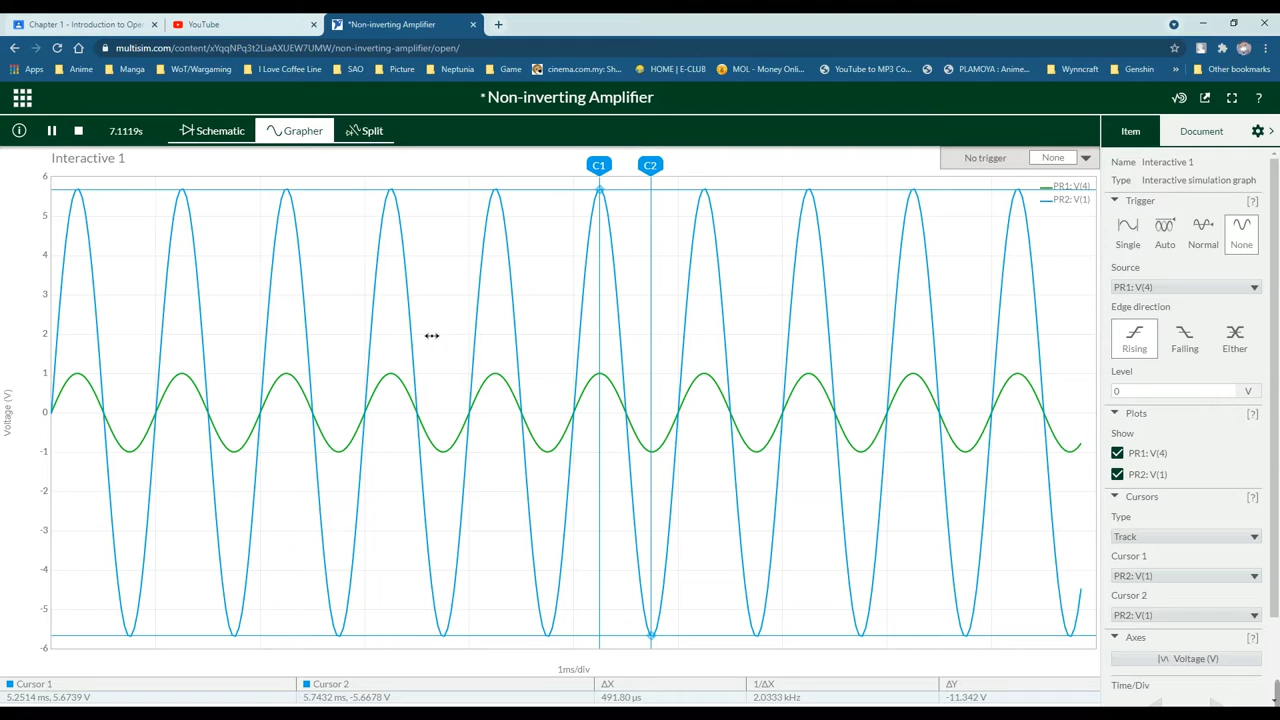 Chapter 1 - Introduction to Ope
YouTube
*Non-inverting Amplifier
multisim.com/content/xYqqNPq3t2LiaAXUEW7UMW/non-inverting-amplifier/open/
Apps Anime Manga WoT/Wargaming I Love Coffee Line SAO Picture Neptunia Game cinema.com.my: Sh... HOME | E-CLUB MOL - Money Onli... YouTube to MP3 Co... PLAMOYA : Anime... Wynncraft Genshin » Other bookmarks
* Non-inverting Amplifier
7.1119s Schematic Grapher Split
Item Document
Interactive 1
No trigger None
C1 C2
PR1: V(4)
PR2: V(1)
6
5
4
3
2
1
0
-1
-2
-3
-4
-5
-6
Voltage (V)
1ms/div
Cursor 1 Cursor 2 ΔX 1/ΔX ΔY
5.2514 ms, 5.6739 V 5.7432 ms, -5.6678 V 491.80 µs 2.0333 kHz -11.342 V
Name Interactive 1
Type Interactive simulation graph
Trigger [?]
Single Auto Normal None
Source
PR1: V(4)
Edge direction
Rising Falling Either
Level
0 V
Plots [?]
Show
PR1: V(4)
PR2: V(1)
Cursors [?]
Type
Track
Cursor 1
PR2: V(1)
Cursor 2
PR2: V(1)
Axes [?]
Voltage (V)
Time/Div